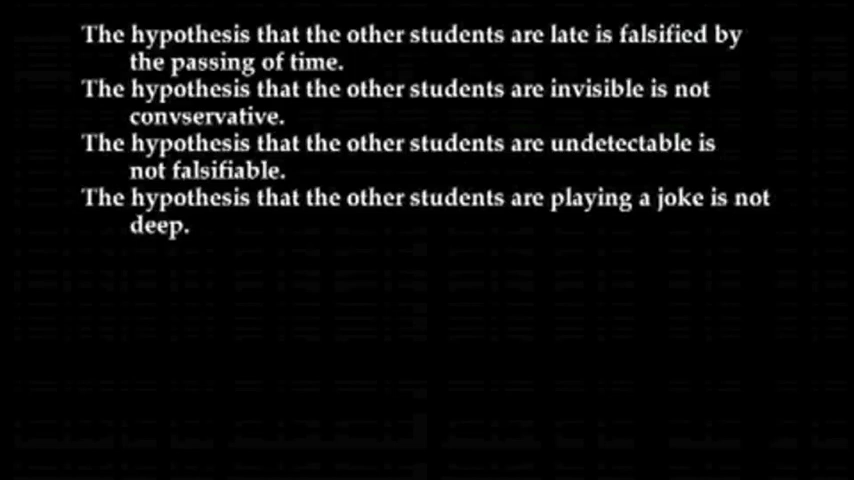 The hypothesis that the other students are late is falsified by
the passing of time.
The hypothesis that the other students are invisible is not
convservative.
The hypothesis that the other students are undetectable is
not falsifiable.
The hypothesis that the other students are playing a joke is not
deep.